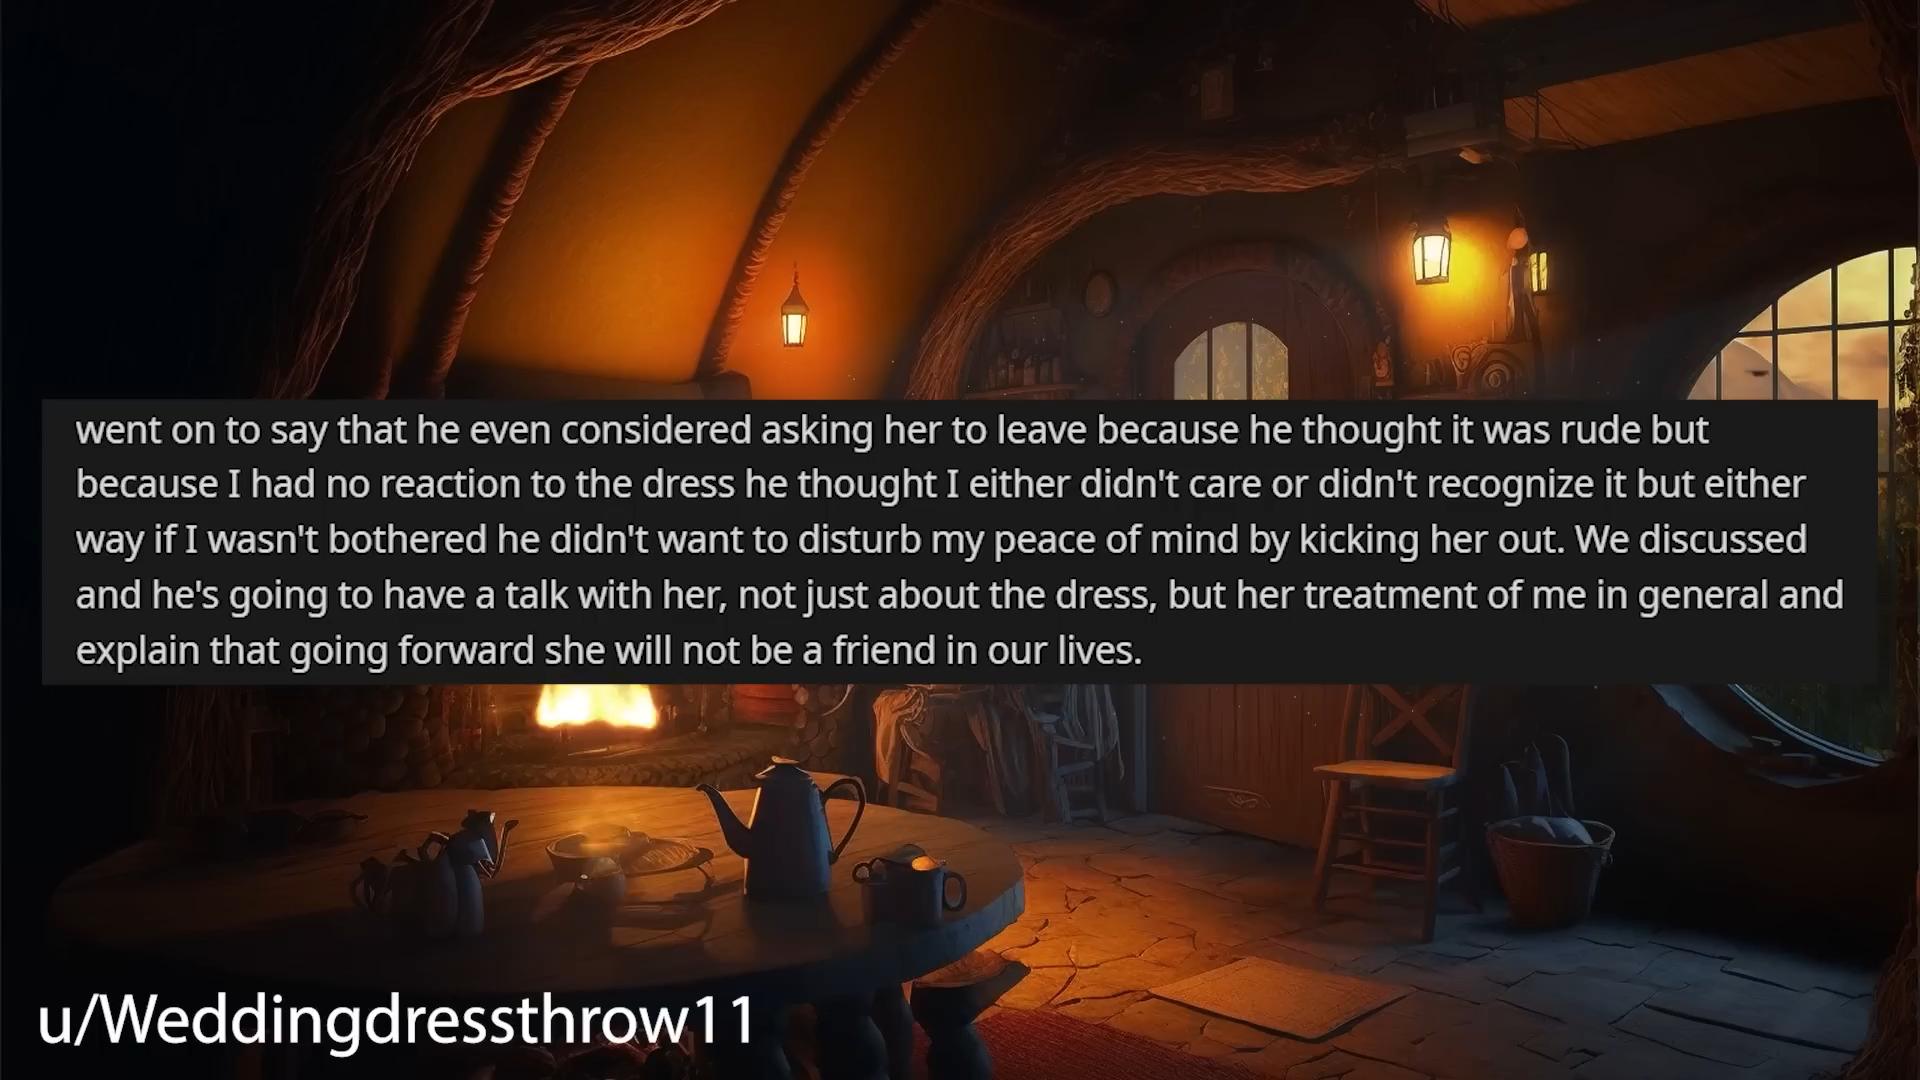 went on to say that he even considered asking her to leave because he thought it was rude but
because I had no reaction to the dress he thought I either didn't care or didn't recognize it but either
way if I wasn't bothered he didn't want to disturb my peace of mind by kicking her out. We discussed
and he's going to have a talk with her, not just about the dress, but her treatment of me in general and
explain that going forward she will not be a friend in our lives.
u/Weddingdressthrow11